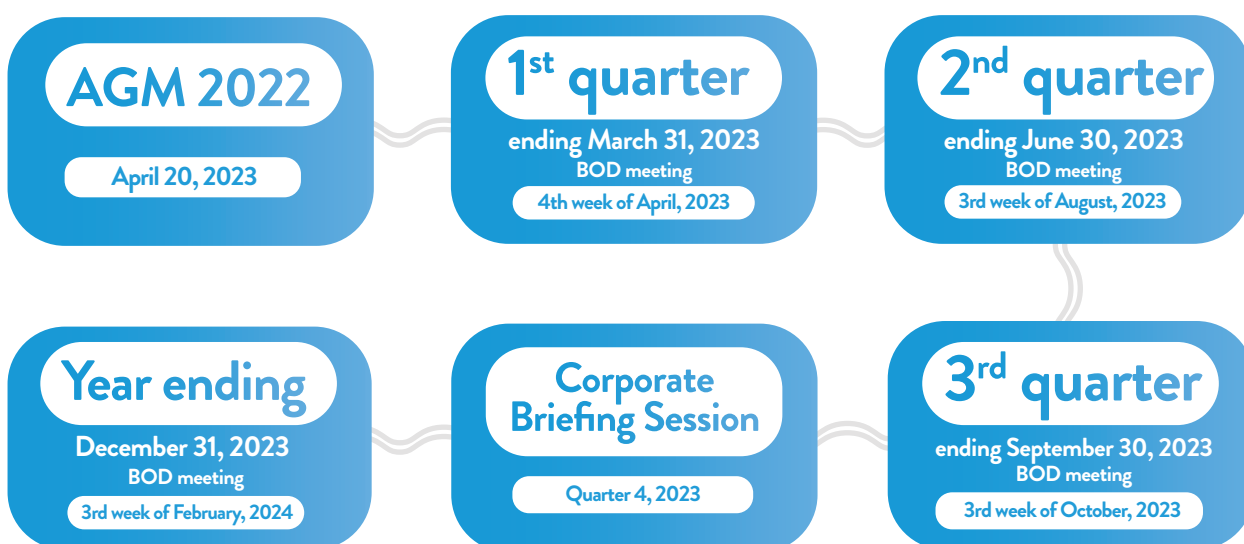 AGM 2022
April 20, 2023
1st quarter
ending March 31, 2023
BOD meeting
4th week of April, 2023
2nd quarter
ending June 30, 2023
BOD meeting
3rd week of August, 2023
3rd quarter
ending September 30, 2023
BOD meeting
3rd week of October, 2023
Corporate
Briefing Session
Quarter 4, 2023
Year ending
December 31, 2023
BOD meeting
3rd week of February, 2024